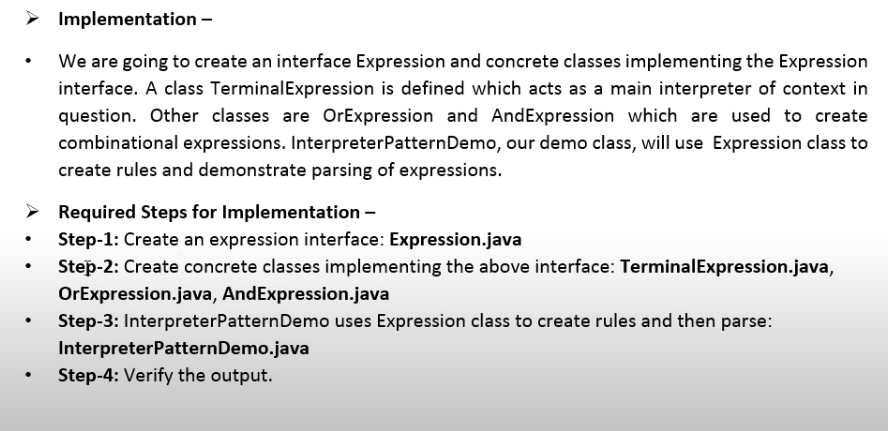 ➢ Implementation –
• We are going to create an interface Expression and concrete classes implementing the Expression
interface. A class TerminalExpression is defined which acts as a main interpreter of context in
question. Other classes are OrExpression and AndExpression which are used to create
combinational expressions. InterpreterPatternDemo, our demo class, will use Expression class to
create rules and demonstrate parsing of expressions.
➢ Required Steps for Implementation –
• Step-1: Create an expression interface: Expression.java
• Step-2: Create concrete classes implementing the above interface: TerminalExpression.java,
OrExpression.java, AndExpression.java
• Step-3: InterpreterPatternDemo uses Expression class to create rules and then parse:
InterpreterPatternDemo.java
• Step-4: Verify the output.